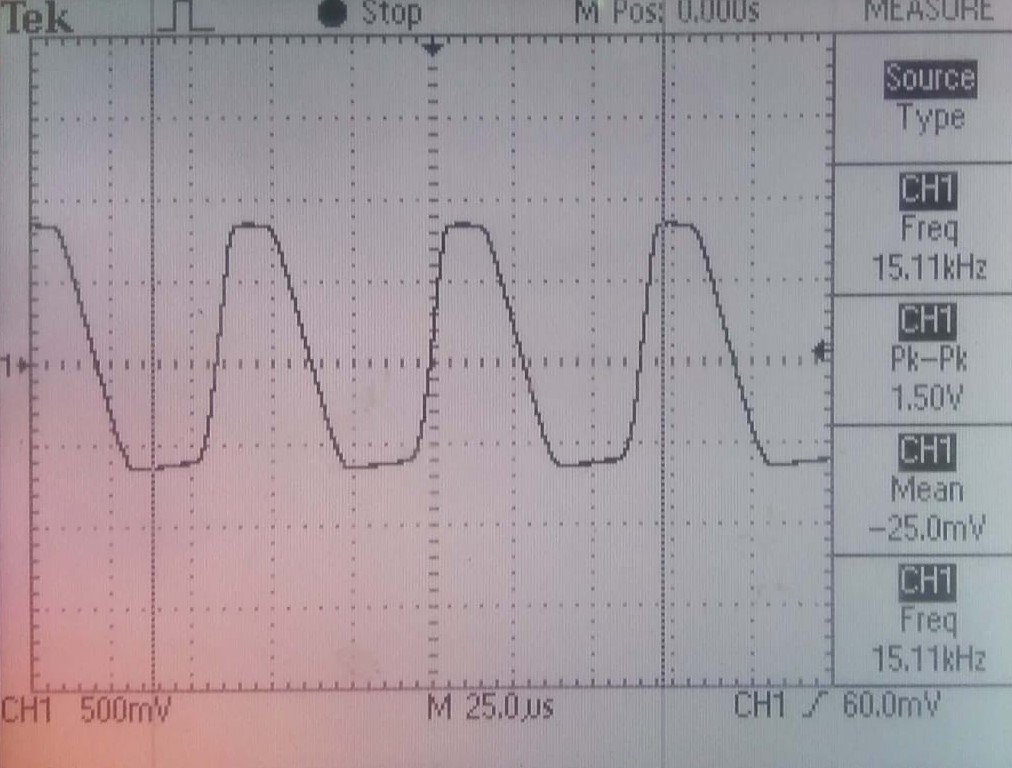 Tek Stop M Pos: 0.000s MEASURE
Source
Type
CH1
Freq
15.11kHz
CH1
Pk-Pk
1.50V
CH1
Mean
-25.0mV
CH1
Freq
15.11kHz
1
CH1 500mV M 25.0µs CH1 60.0mV